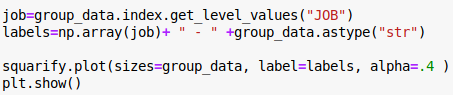 job=group_data.index.get_level_values("JOB")
labels=np.array(job)+ " - " +group_data.astype("str")
squarify.plot(sizes=group_data, label=labels, alpha=.4 )
plt.show()